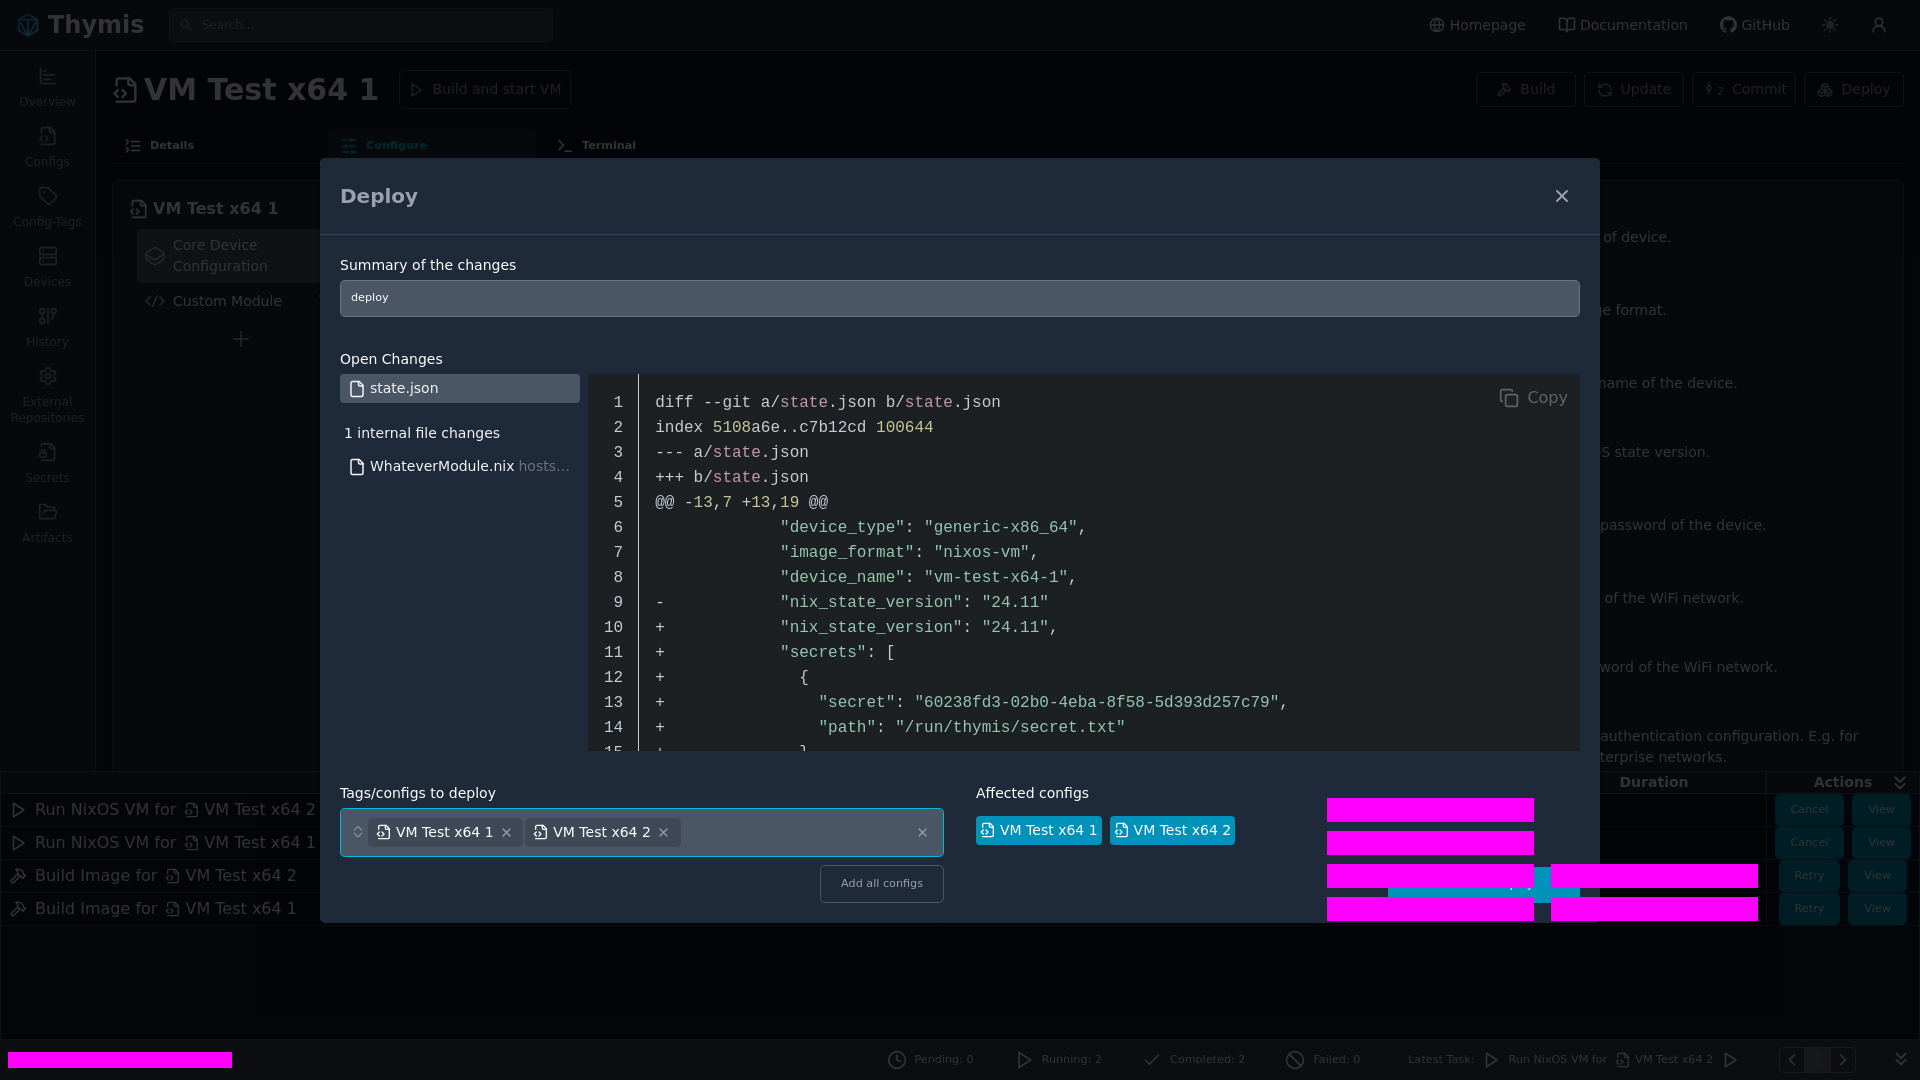 Thymis
Search...
Homepage
Documentation
GitHub
VM Test x64 1
Build and start VM
Build
Update
2 Commit
Deploy
Overview
Configs
Config-Tags
Devices
History
External
Repositories
Secrets
Artifacts
Details
Configure
Terminal
VM Test x64 1
Core Device
Configuration
Custom Module
Deploy
Summary of the changes
deploy
Open Changes
state.json
1 internal file changes
WhateverModule.nix hosts...
Copy
1 diff --git a/state.json b/state.json
2 index 5108a6e..c7b12cd 100644
3 --- a/state.json
4 +++ b/state.json
5 @@ -13,7 +13,19 @@
6 "device_type": "generic-x86_64",
7 "image_format": "nixos-vm",
8 "device_name": "vm-test-x64-1",
9 - "nix_state_version": "24.11"
10 + "nix_state_version": "24.11",
11 + "secrets": [
12 + {
13 + "secret": "60238fd3-02b0-4eba-8f58-5d393d257c79",
14 + "path": "/run/thymis/secret.txt"
15 + }
Tags/configs to deploy
VM Test x64 1
VM Test x64 2
Add all configs
Affected configs
VM Test x64 1
VM Test x64 2
of device.
format.
name of the device.
state version.
password of the device.
of the WiFi network.
of the WiFi network.
authentication configuration. E.g. for
networks.
Duration
Actions
Run NixOS VM for VM Test x64 2
Cancel
View
Run NixOS VM for VM Test x64 1
Cancel
View
Build Image for VM Test x64 2
Retry
View
Build Image for VM Test x64 1
Retry
View
Pending: 0
Running: 2
Completed: 2
Failed: 0
Latest Task: Run NixOS VM for VM Test x64 2